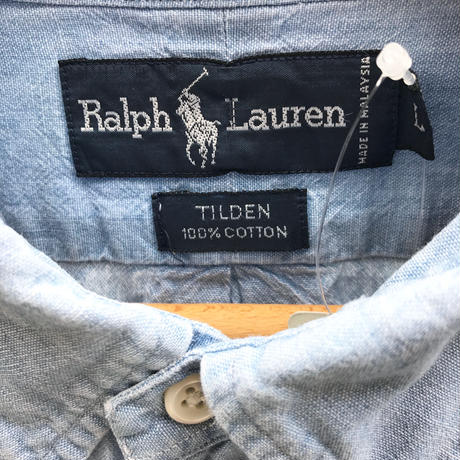 Ralph Lauren
MADE IN MALAYSIA
L
TILDEN
100% COTTON